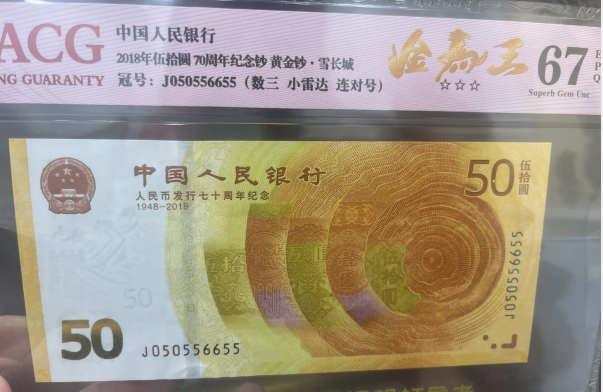 ACG
NG GUARANTY
中国人民银行
2018年伍拾圆 70周年纪念钞 黄金钞·雪长城
冠号：J050556655（数三 小雷达 连对号）
金马王
☆☆☆
67
Superb Gem Unc
E
P
Q
中国人民银行
人民币发行七十周年纪念
1948-2018
50
伍拾圆
J050556655
50
50
J050556655